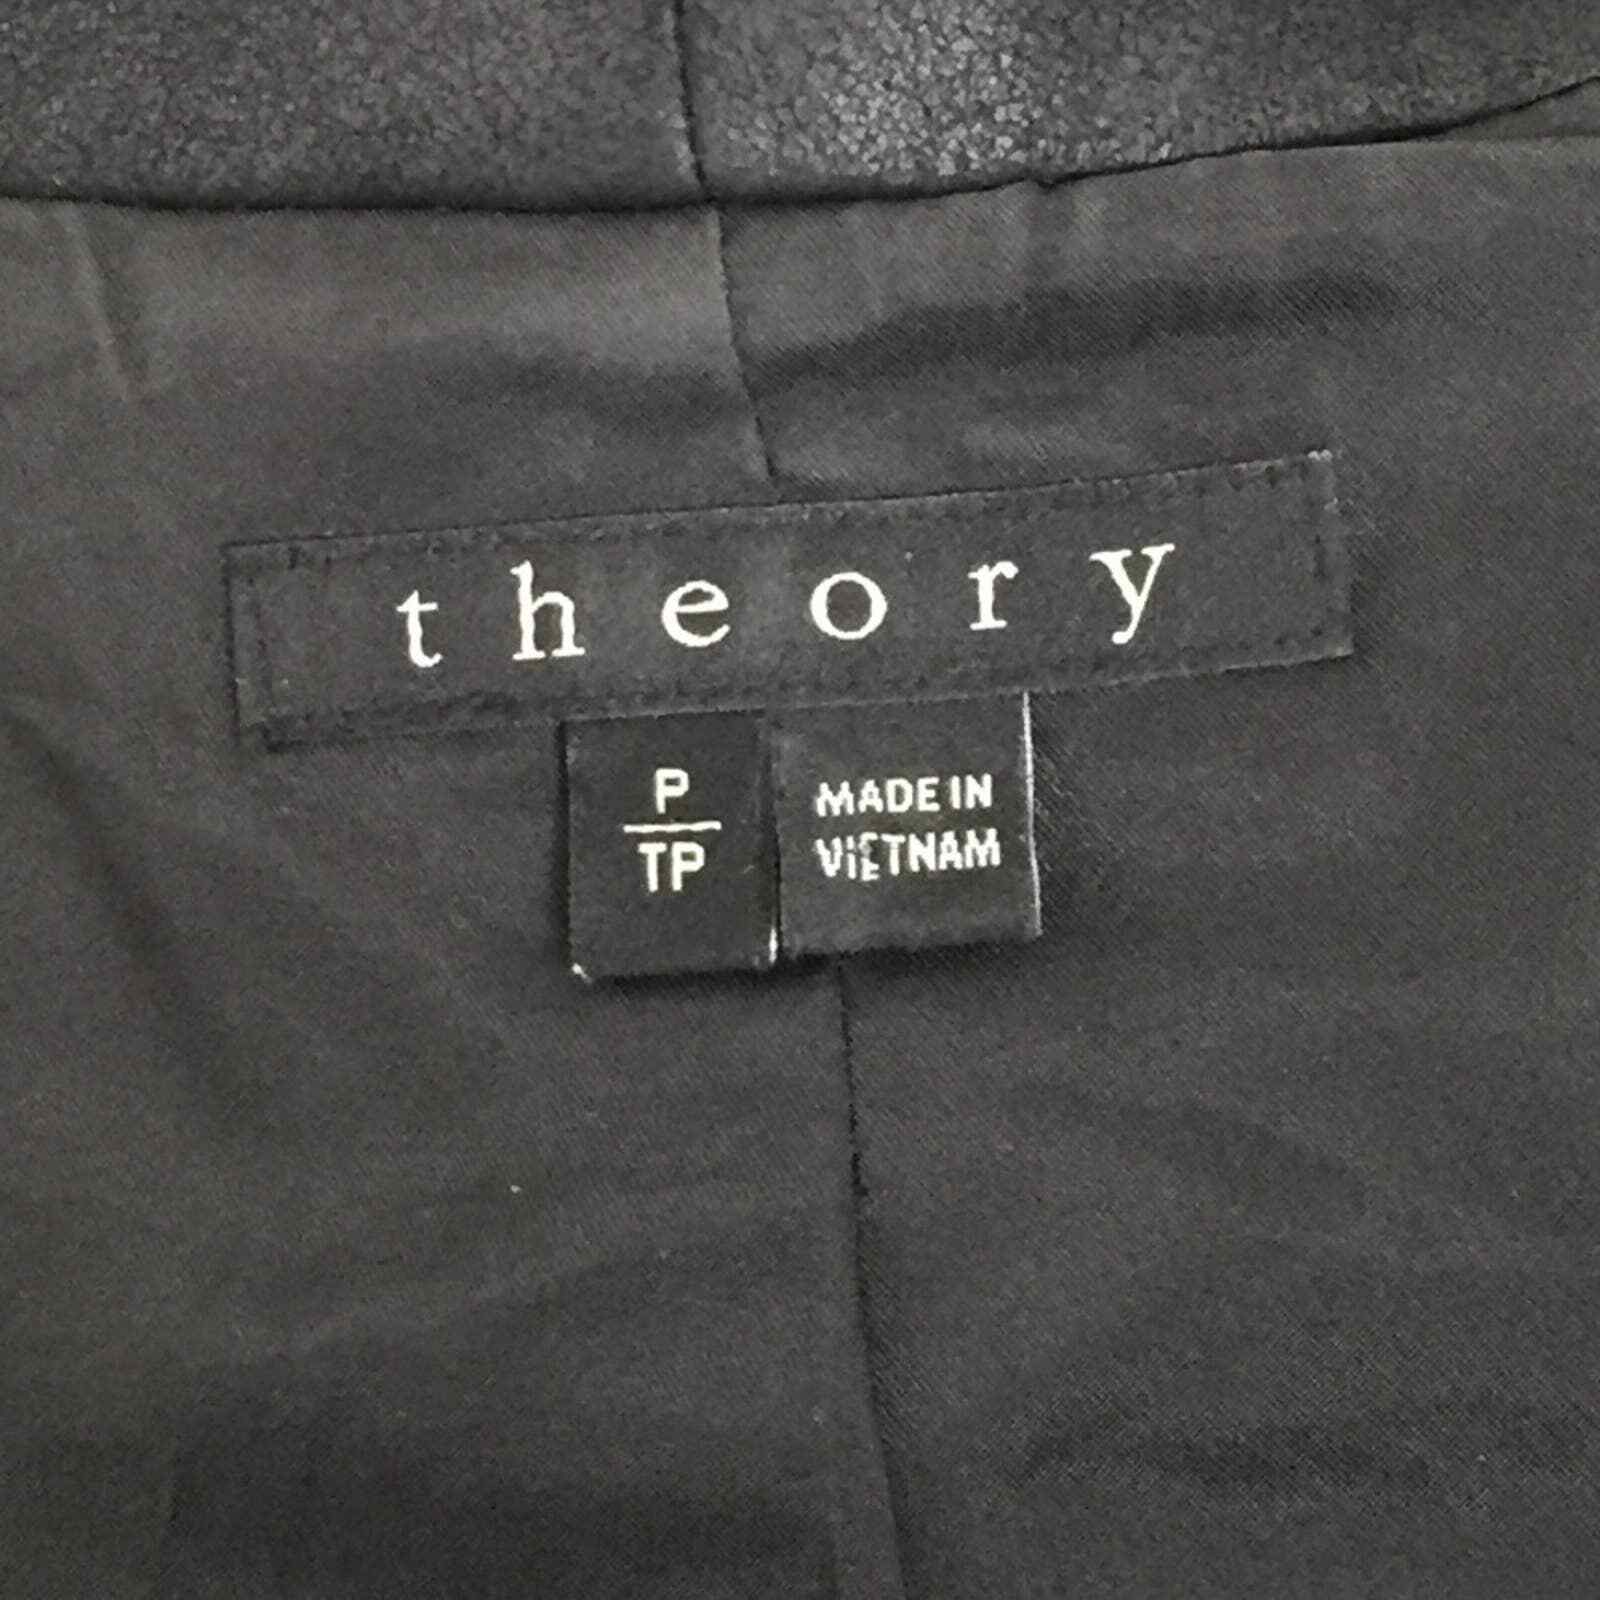 theory
P
TP
MADE IN
VIETNAM